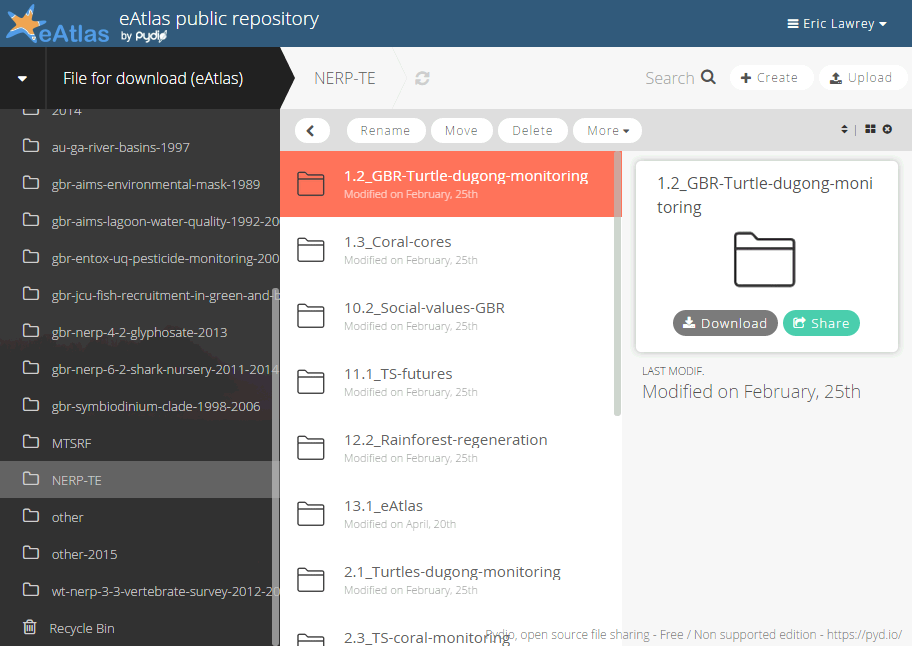 eAtlas
eAtlas public repository
by pydio
Eric Lawrey
File for download (eAtlas)
NERP-TE
Search
Create
Upload
2014
au-ga-river-basins-1997
gbr-aims-environmental-mask-1989
gbr-aims-lagoon-water-quality-1992-20
gbr-entox-uq-pesticide-monitoring-200
gbr-jcu-fish-recruitment-in-green-and-b
gbr-nerp-4-2-glyphosate-2013
gbr-nerp-6-2-shark-nursery-2011-2014
gbr-symbiodinium-clade-1998-2006
MTSRF
NERP-TE
other
other-2015
wt-nerp-3-3-vertebrate-survey-2012-20
Recycle Bin
Rename
Move
Delete
More
1.2_GBR-Turtle-dugong-monitoring
Modified on February, 25th
1.3_Coral-cores
Modified on February, 25th
10.2_Social-values-GBR
Modified on February, 25th
11.1_TS-futures
Modified on February, 25th
12.2_Rainforest-regeneration
Modified on February, 25th
13.1_eAtlas
Modified on April, 20th
2.1_Turtles-dugong-monitoring
Modified on February, 25th
2.3_TS-coral-monitoring
1.2_GBR-Turtle-dugong-moni
toring
Download
Share
LAST MODIF.
Modified on February, 25th
Pydio, open source file sharing - Free / Non supported edition - https://pyd.io/